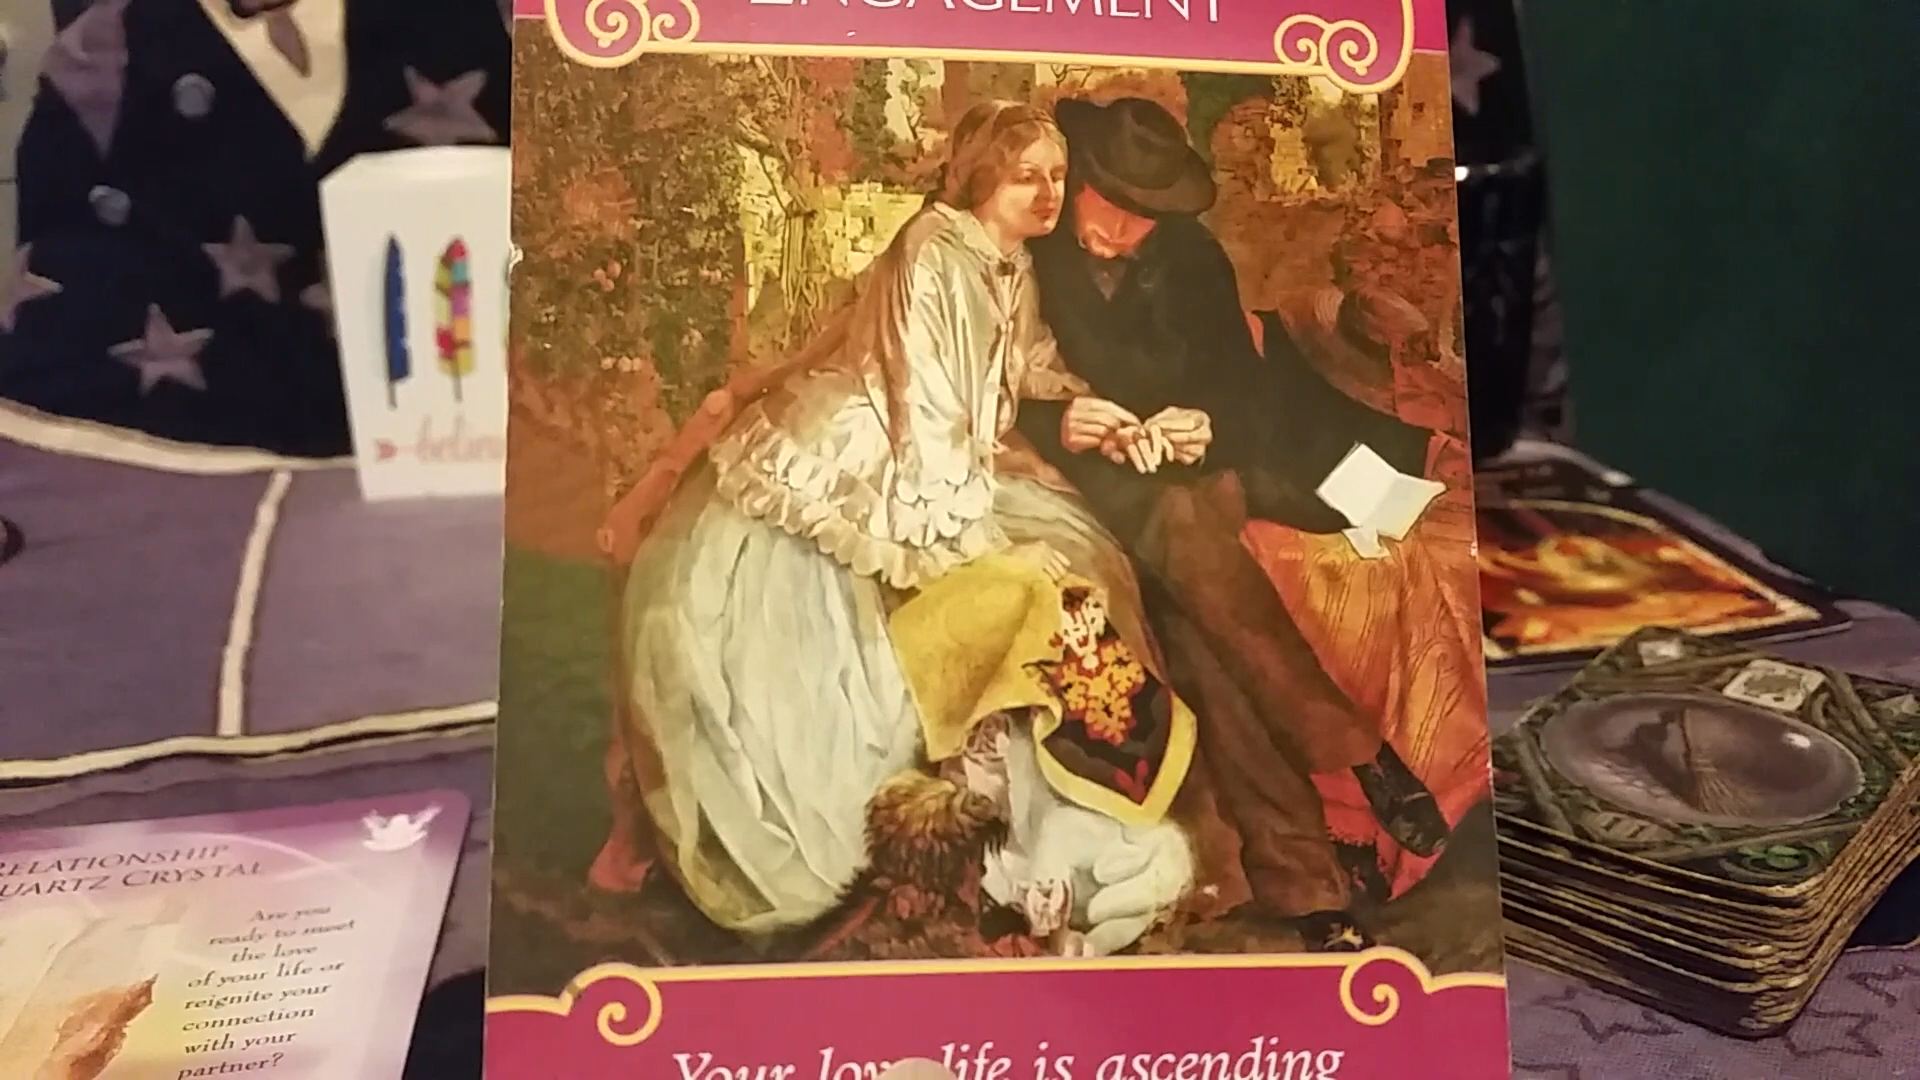 ENGAGEMENT
believ
RELATIONSHIP
QUARTZ CRYSTAL
Are you
ready to meet
the love
of your life or
reignite your
connection
with your
partner?
Your love life is ascending